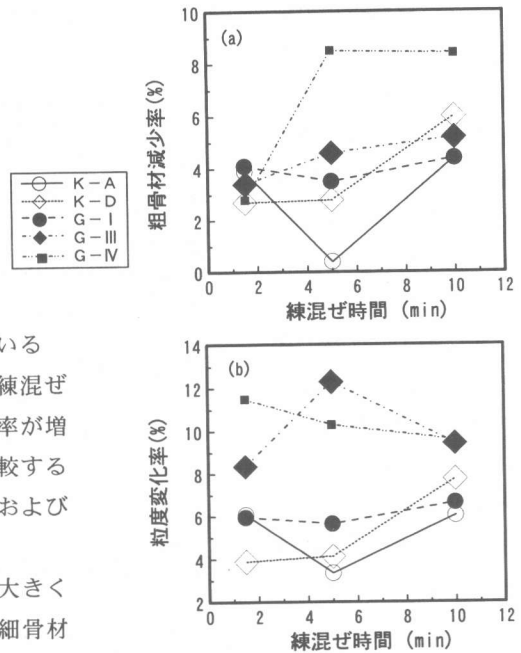 (a)
粗骨材減少率(%)
10
8
6
4
2
0
0 2 4 6 8 10 12
練混ぜ時間 (min)
K-A
K-D
G-I
G-III
G-IV
いる
練混ぜ
率が増
較する
および
大きく
細骨材
(b)
粒度変化率(%)
14
12
10
8
6
4
2
0 2 4 6 8 10 12
練混ぜ時間 (min)